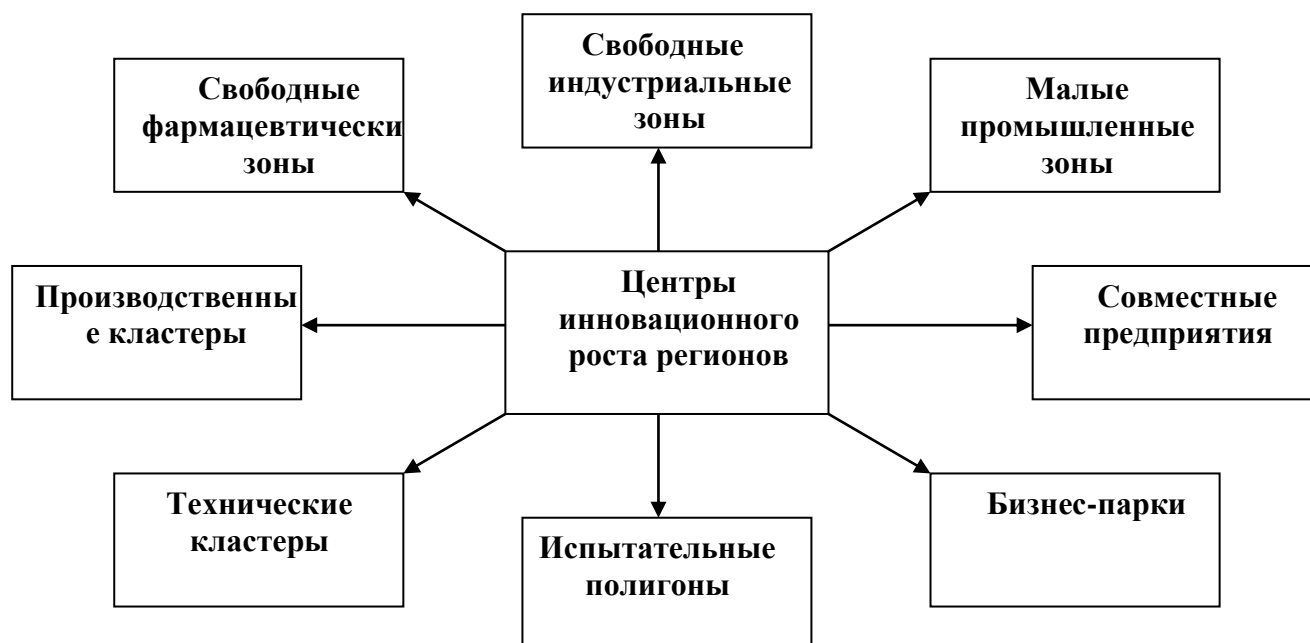 Свободные
индустриальные
зоны
Свободные
фармацевтически
зоны
Малые
промышленные
зоны
Производственны
е кластеры
Центры
инновационного
роста регионов
Совместные
предприятия
Технические
кластеры
Испытательные
полигоны
Бизнес-парки